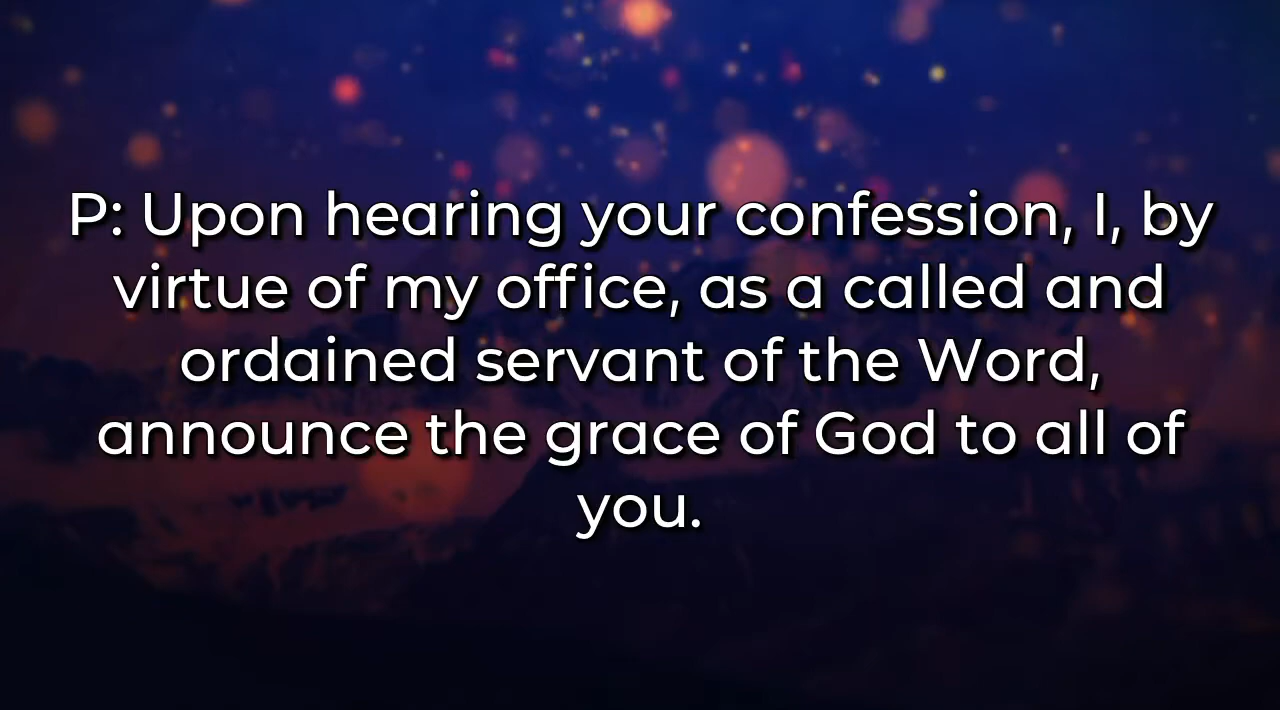 P: Upon hearing your confession, I, by
virtue of my office, as a called and
ordained servant of the Word,
announce the grace of God to all of
you.